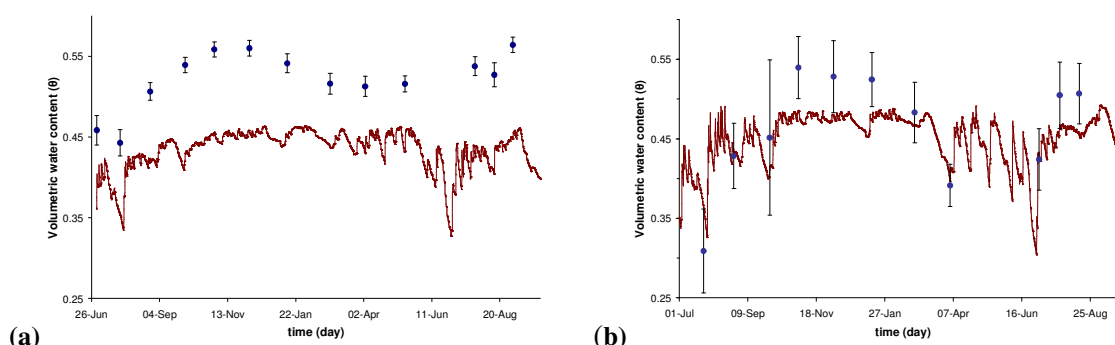 Volumetric water content (θ)
0.55
0.45
0.35
0.25
26-Jun 04-Sep 13-Nov 22-Jan 02-Apr 11-Jun 20-Aug
time (day)
(a)
Volumetric water content (θ)
0.55
0.45
0.35
0.25
01-Jul 09-Sep 18-Nov 27-Jan 07-Apr 16-Jun 25-Aug
time (day)
(b)